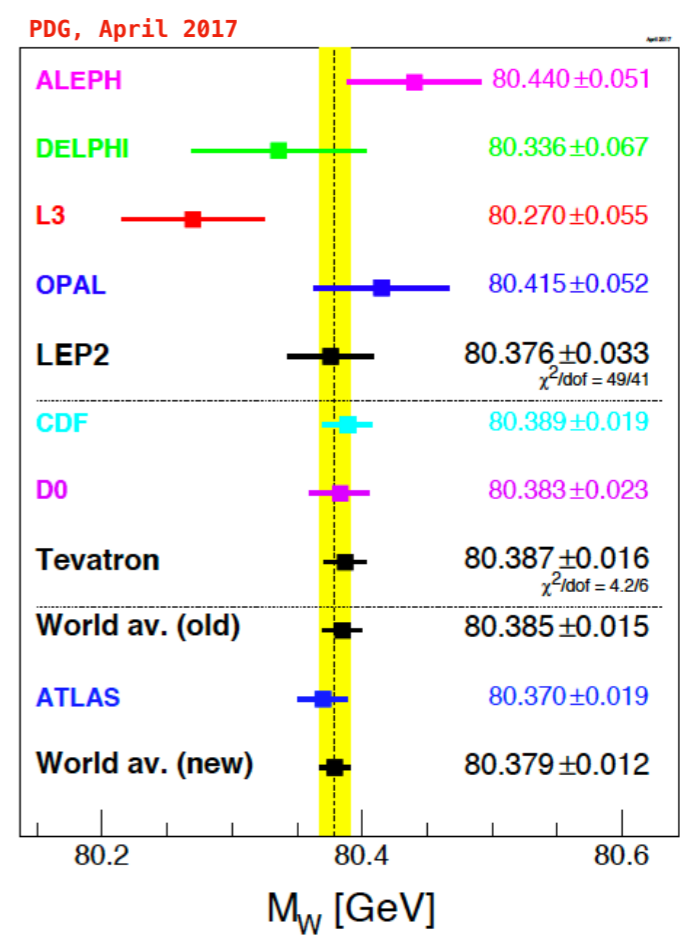 PDG, April 2017
April 2017
ALEPH 80.440±0.051
DELPHI 80.336±0.067
L3 80.270±0.055
OPAL 80.415±0.052
LEP2 80.376±0.033
χ²/dof = 49/41
CDF 80.389±0.019
D0 80.383±0.023
Tevatron 80.387±0.016
χ²/dof = 4.2/6
World av. (old) 80.385±0.015
ATLAS 80.370±0.019
World av. (new) 80.379±0.012
80.2 80.4 80.6
M_W [GeV]